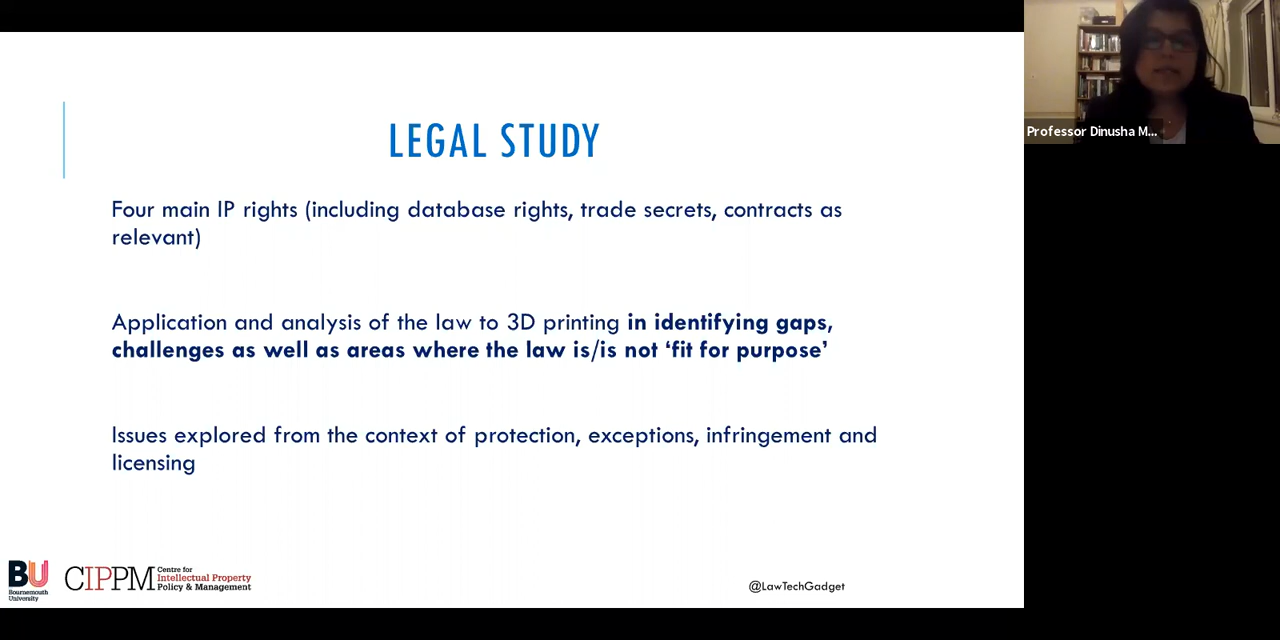 LEGAL STUDY
Four main IP rights (including database rights, trade secrets, contracts as
relevant)
Application and analysis of the law to 3D printing in identifying gaps,
challenges as well as areas where the law is/is not ‘fit for purpose’
Issues explored from the context of protection, exceptions, infringement and
licensing
BU
Bournemouth
University
CIPPM
Centre for
Intellectual Property
Policy & Management
@LawTechGadget
Professor Dinusha M...